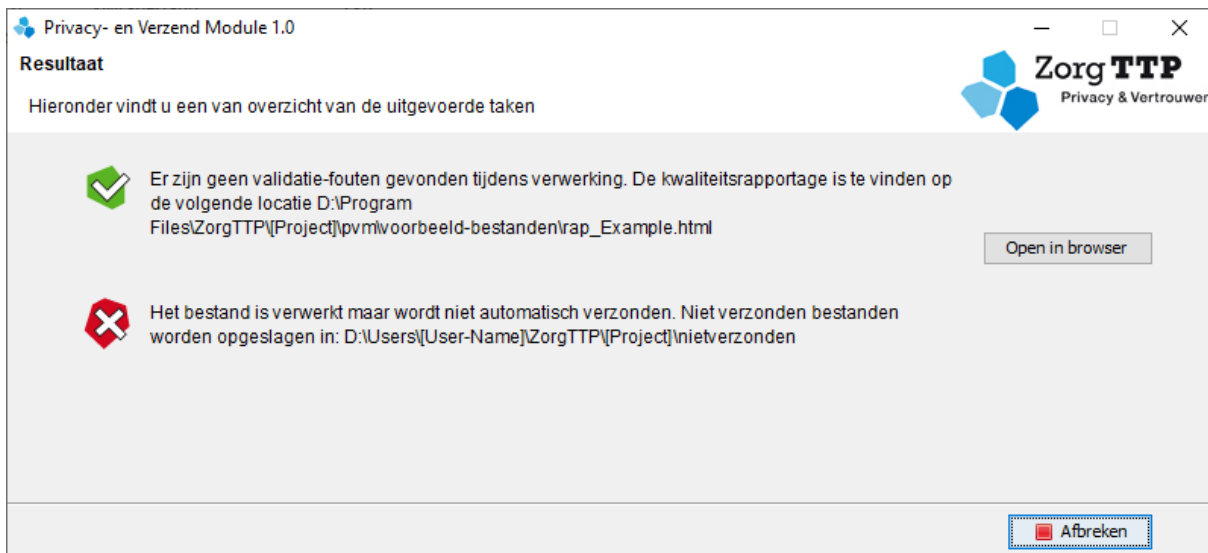 Privacy- en Verzend Module 1.0
Resultaat
Hieronder vindt u een van overzicht van de uitgevoerde taken
Zorg TTP
Privacy & Vertrouwen
Er zijn geen validatie-fouten gevonden tijdens verwerking. De kwaliteitsrapportage is te vinden op
de volgende locatie D:\Program
Files\ZorgTTP\[Project]\pvm\voorbeeld-bestanden\rap_Example.html
Open in browser
Het bestand is verwerkt maar wordt niet automatisch verzonden. Niet verzonden bestanden
worden opgeslagen in: D:\Users\[User-Name]\ZorgTTP\[Project]\nietverzonden
Afbreken